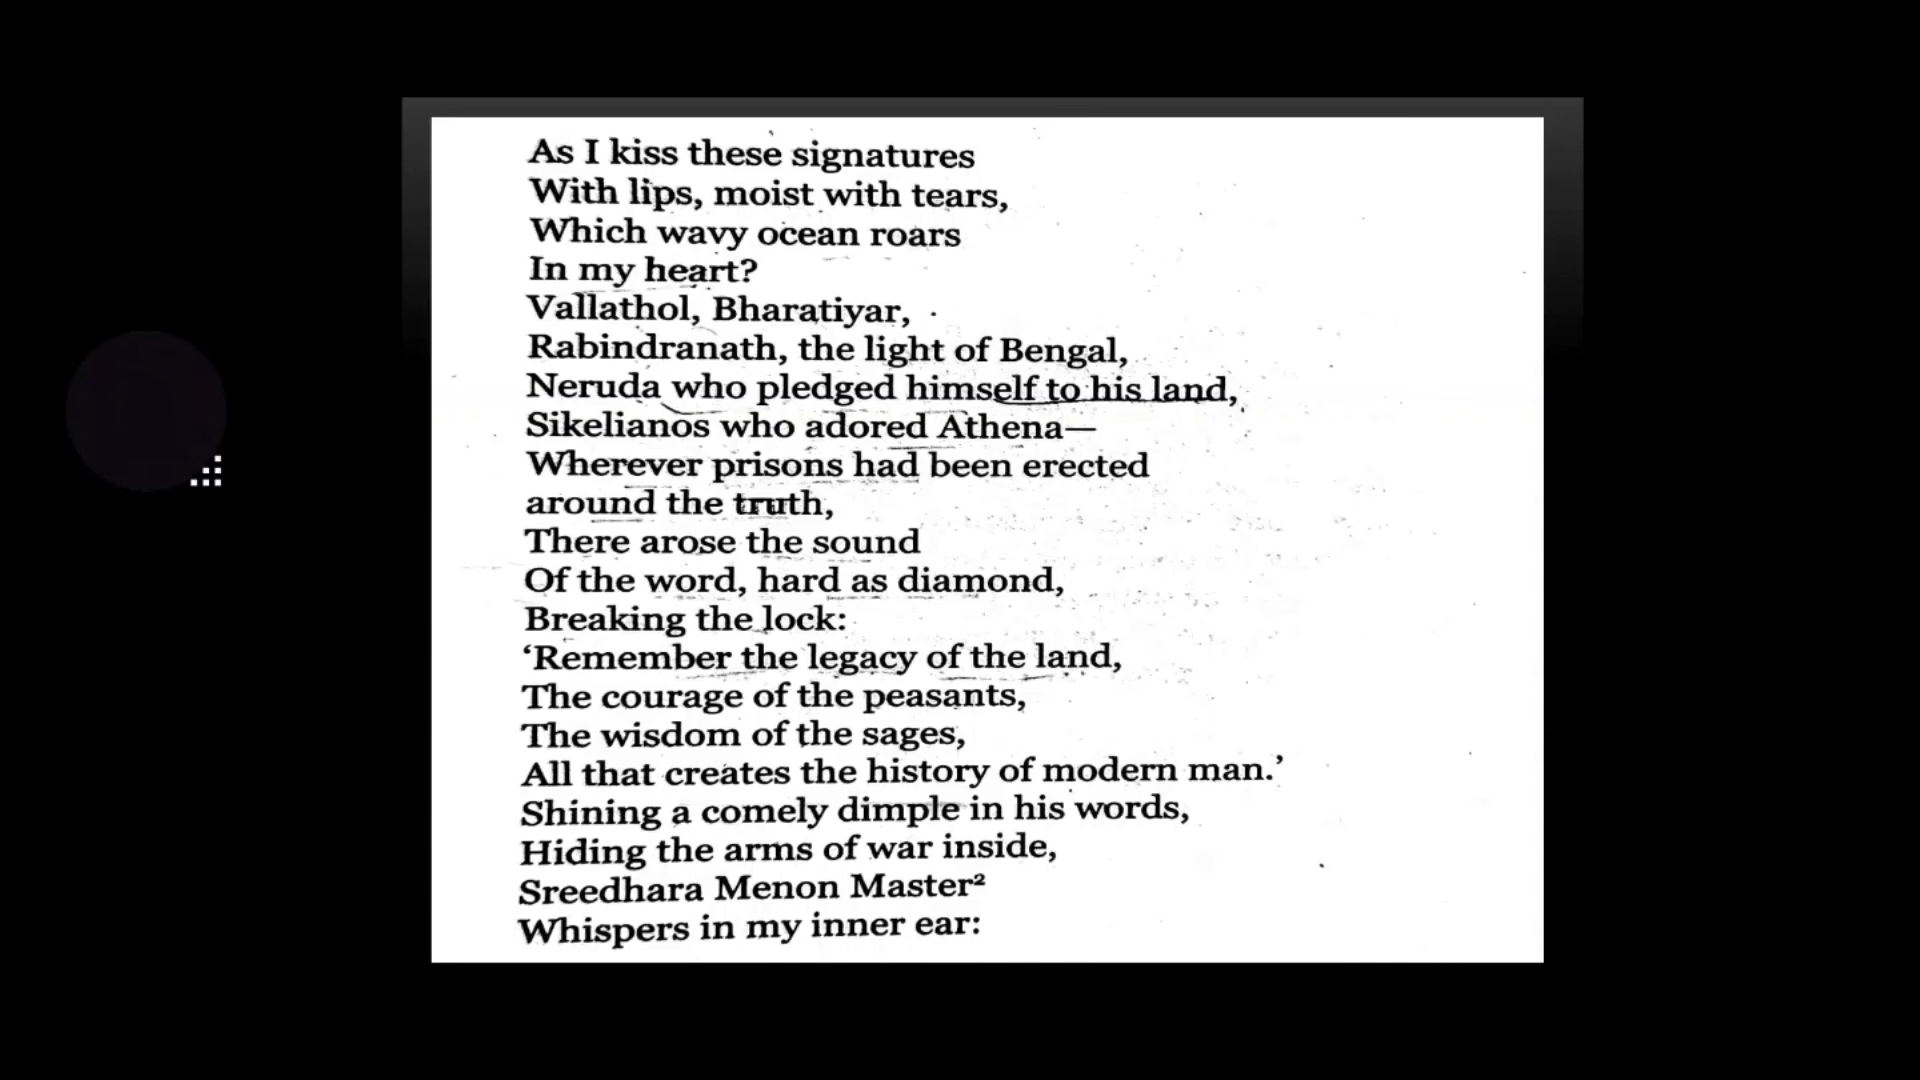 As I kiss these signatures
With lips, moist with tears,
Which wavy ocean roars
In my heart?
Vallathol, Bharatiyar,
Rabindranath, the light of Bengal,
Neruda who pledged himself to his land,
Sikelianos who adored Athena—
Wherever prisons had been erected
around the truth,
There arose the sound
Of the word, hard as diamond,
Breaking the lock:
‘Remember the legacy of the land,
The courage of the peasants,
The wisdom of the sages,
All that creates the history of modern man.’
Shining a comely dimple in his words,
Hiding the arms of war inside,
Sreedhara Menon Master²
Whispers in my inner ear: